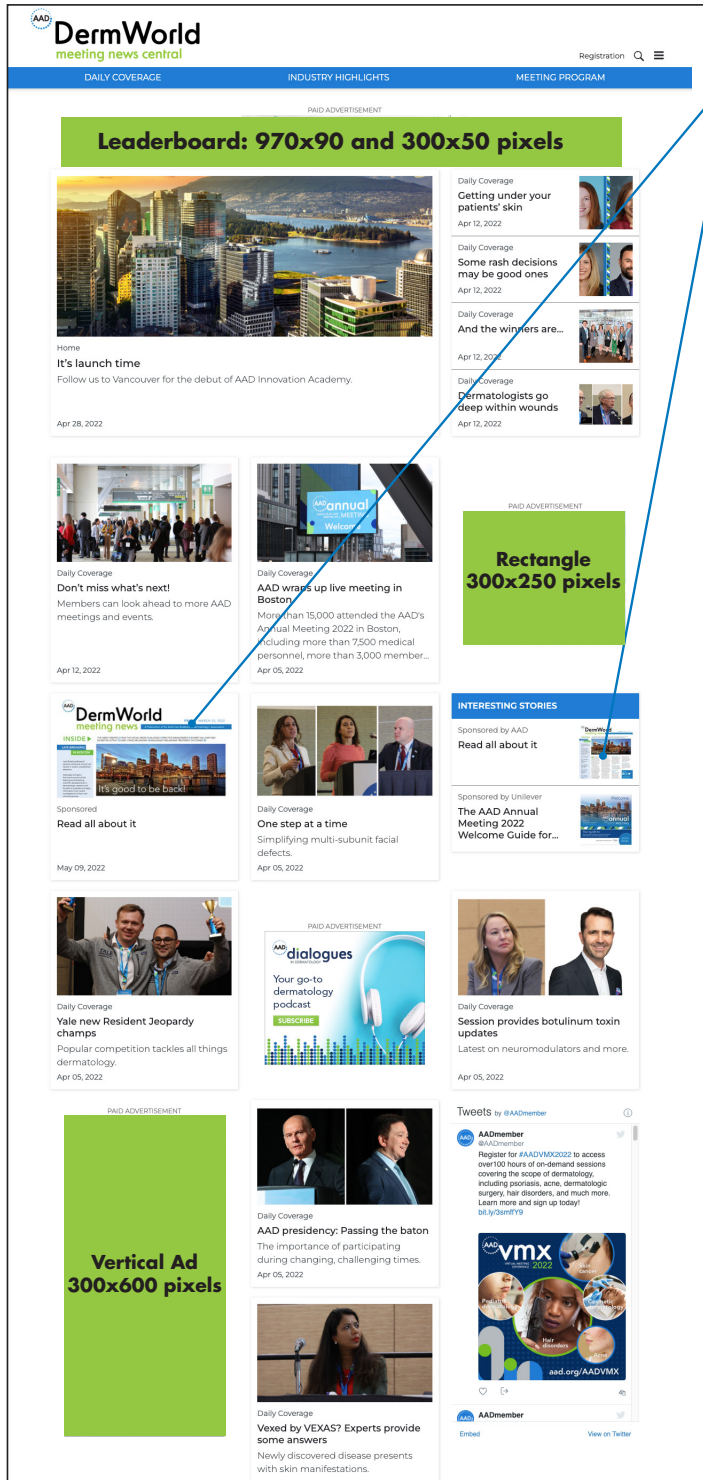 AAD
DermWorld
meeting news central
Registration
DAILY COVERAGE
INDUSTRY HIGHLIGHTS
MEETING PROGRAM
PAID ADVERTISEMENT
Leaderboard: 970x90 and 300x50 pixels
Home
It's launch time
Follow us to Vancouver for the debut of AAD Innovation Academy.
Apr 28, 2022
Daily Coverage
Getting under your
patients' skin
Apr 12, 2022
Daily Coverage
Some rash decisions
may be good ones
Apr 12, 2022
Daily Coverage
And the winners are...
Apr 12, 2022
Daily Coverage
Dermatologists go
deep within wounds
Apr 12, 2022
Daily Coverage
Don't miss what's next!
Members can look ahead to more AAD
meetings and events.
Apr 12, 2022
AAD annual
MEETING
Welcome
Daily Coverage
AAD wraps up live meeting in
Boston
More than 15,000 attended the AAD's
Annual Meeting 2022 in Boston,
including more than 7,500 medical
personnel, more than 3,000 member...
Apr 05, 2022
PAID ADVERTISEMENT
Rectangle
300x250 pixels
AAD
DermWorld
meeting news
INSIDE
It's good to be back!
Sponsored
Read all about it
May 09, 2022
Daily Coverage
One step at a time
Simplifying multi-subunit facial
defects.
Apr 05, 2022
INTERESTING STORIES
Sponsored by AAD
Read all about it
DermWorld
Sponsored by Unilever
The AAD Annual
Meeting 2022
Welcome Guide for...
Welcome
annual
Daily Coverage
Yale new Resident Jeopardy
champs
Popular competition tackles all things
dermatology.
Apr 05, 2022
PAID ADVERTISEMENT
AAD
dialogues
IN DERMATOLOGY
Your go-to
dermatology
podcast
SUBSCRIBE
Daily Coverage
Session provides botulinum toxin
updates
Latest on neuromodulators and more.
Apr 05, 2022
PAID ADVERTISEMENT
Vertical Ad
300x600 pixels
Daily Coverage
AAD presidency: Passing the baton
The importance of participating
during changing, challenging times.
Apr 05, 2022
Daily Coverage
Vexed by VEXAS? Experts provide
some answers
Newly discovered disease presents
with skin manifestations.
Tweets by @AADmember
AAD
AADmember
@AADmember
Register for #AADVMX2022 to access
over100 hours of on-demand sessions
covering the scope of dermatology,
including psoriasis, acne, dermatologic
surgery, hair disorders, and much more.
Learn more and sign up today!
bit.ly/3smffY9
AAD
vmx
VIRTUAL MEETING
EXPERIENCE 2022
Skin
cancer
Hair
disorders
aad.org/AADVMX
AAD
AADmember
Embed
View on Twitter